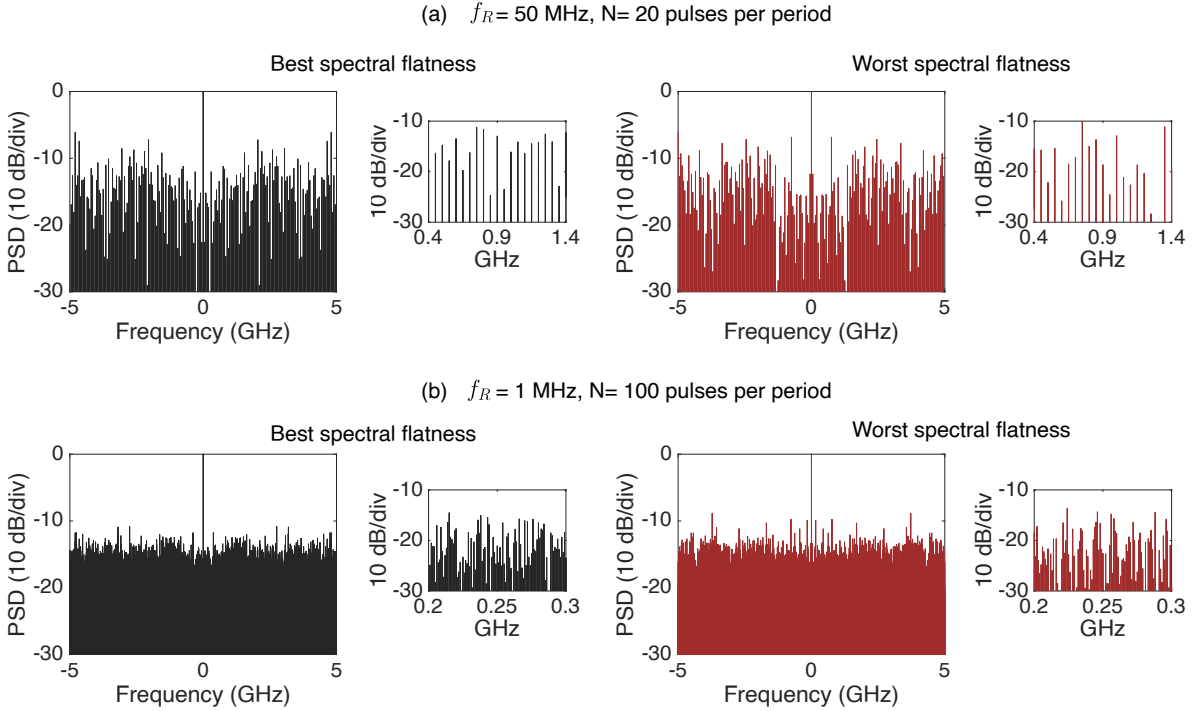 (a) f_R = 50 MHz, N= 20 pulses per period
Best spectral flatness
Worst spectral flatness
PSD (10 dB/div)
0
-10
-20
-30
-5
0
5
Frequency (GHz)
10 dB/div
-10
-20
-30
0.4
0.9
1.4
GHz
PSD (10 dB/div)
0
-10
-20
-30
-5
0
5
Frequency (GHz)
10 dB/div
-10
-20
-30
0.4
0.9
1.4
GHz
(b) f_R = 1 MHz, N= 100 pulses per period
Best spectral flatness
Worst spectral flatness
PSD (10 dB/div)
0
-10
-20
-30
-5
0
5
Frequency (GHz)
10 dB/div
-10
-20
-30
0.2
0.25
0.3
GHz
PSD (10 dB/div)
0
-10
-20
-30
-5
0
5
Frequency (GHz)
10 dB/div
-10
-20
-30
0.2
0.25
0.3
GHz